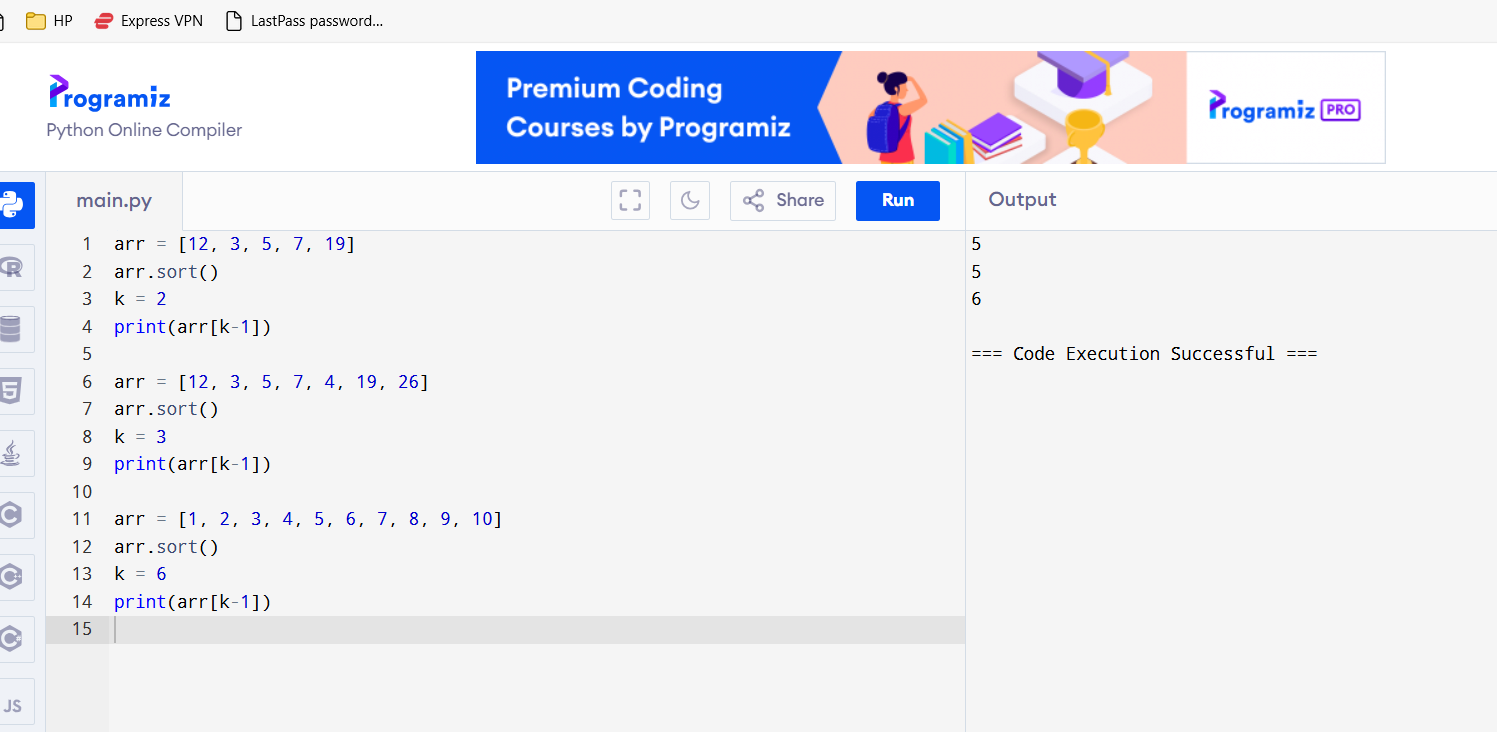 HP Express VPN LastPass password...
Programiz
Python Online Compiler
Premium Coding
Courses by Programiz
Programiz PRO
main.py Share Run Output
1 arr = [12, 3, 5, 7, 19]
2 arr.sort()
3 k = 2
4 print(arr[k-1])
5
6 arr = [12, 3, 5, 7, 4, 19, 26]
7 arr.sort()
8 k = 3
9 print(arr[k-1])
10
11 arr = [1, 2, 3, 4, 5, 6, 7, 8, 9, 10]
12 arr.sort()
13 k = 6
14 print(arr[k-1])
15
5
5
6
=== Code Execution Successful ===
R
5
C
C
C
JS